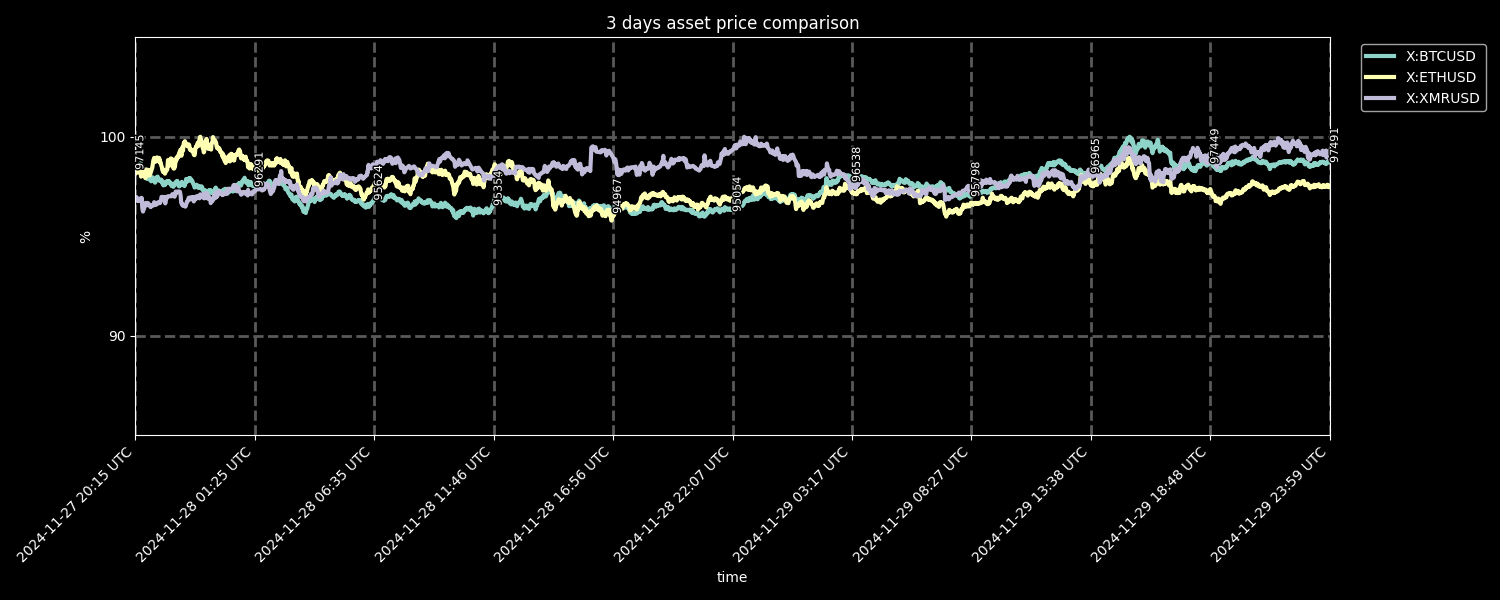 3 days asset price comparison
X:BTCUSD
X:ETHUSD
X:XMRUSD
100
90
%
97145
96291
95624
95354
94967
95054
96538
95798
96965
97449
97491
2024-11-27 20:15 UTC
2024-11-28 01:25 UTC
2024-11-28 06:35 UTC
2024-11-28 11:46 UTC
2024-11-28 16:56 UTC
2024-11-28 22:07 UTC
2024-11-29 03:17 UTC
2024-11-29 08:27 UTC
2024-11-29 13:38 UTC
2024-11-29 18:48 UTC
2024-11-29 23:59 UTC
time